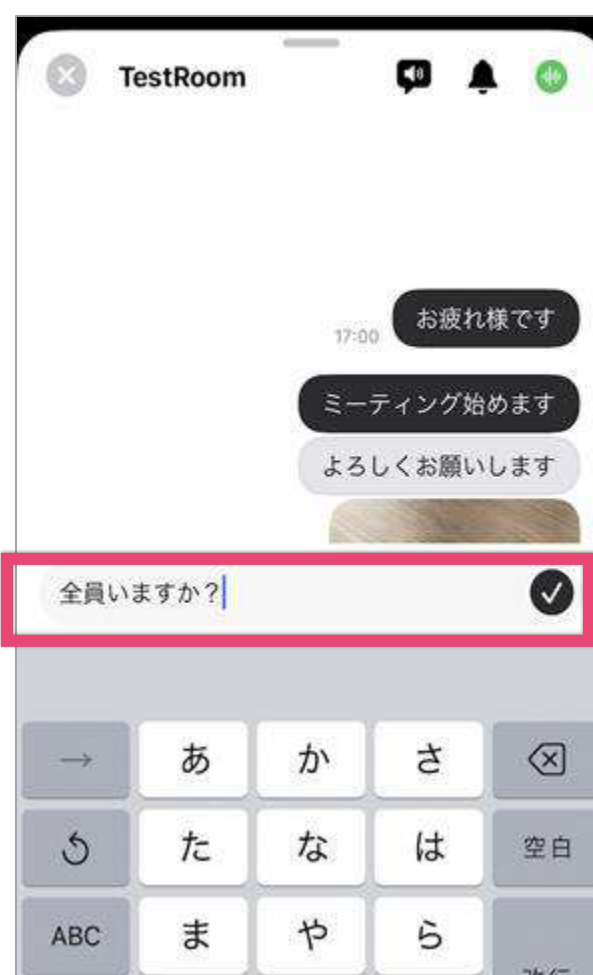 TestRoom
お疲れ様です
17:00
ミーティング始めます
よろしくお願いします
全員いますか?
→ あ か さ
た な は 空白
ABC ま や ら